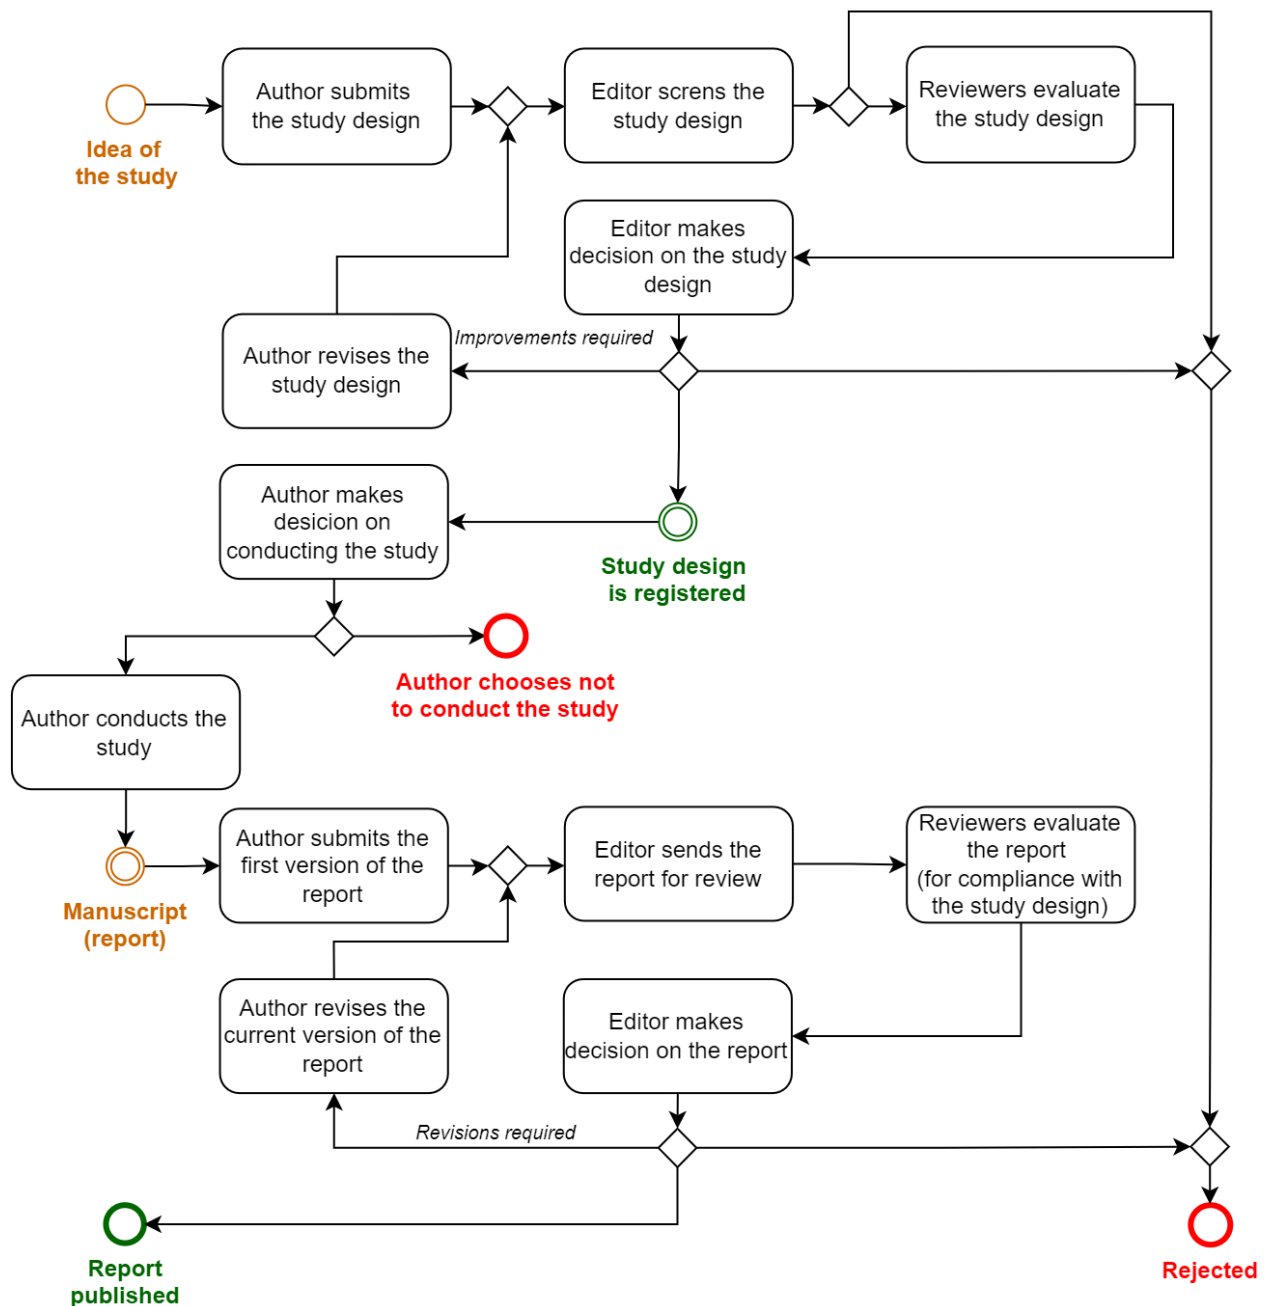 Author submits
the study design
Editor screns the
study design
Reviewers evaluate
the study design
Idea of
the study
Editor makes
decision on the study
design
Improvements required
Author revises the
study design
Author makes
desicion on
conducting the study
Study design
is registered
Author chooses not
to conduct the study
Author conducts the
study
Author submits the
first version of the
report
Editor sends the
report for review
Reviewers evaluate
the report
(for compliance with
the study design)
Manuscript
(report)
Author revises the
current version of the
report
Editor makes
decision on the report
Revisions required
Report
published
Rejected